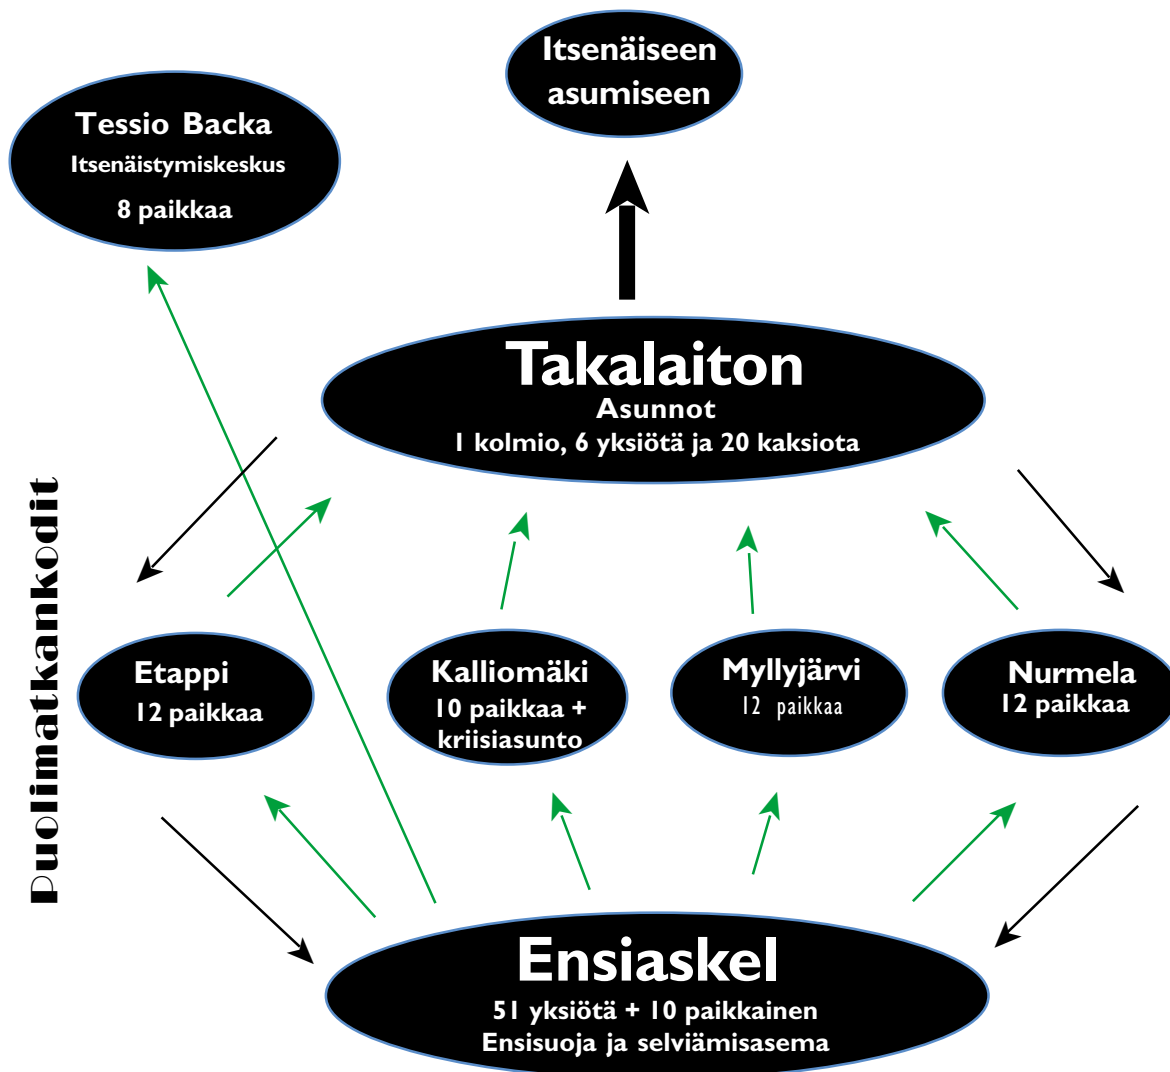 Itsenäiseen
asumiseen
Tessio Backa
Itsenäistymiskeskus
8 paikkaa
Takalaiton
Asunnot
1 kolmio, 6 yksiötä ja 20 kaksiota
Puolimatkankodit
Etappi
12 paikkaa
Kalliomäki
10 paikkaa +
kriisiasunto
Myllyjärvi
12 paikkaa
Nurmela
12 paikkaa
Ensiaskel
51 yksiötä + 10 paikkainen
Ensisuoja ja selviämisasema